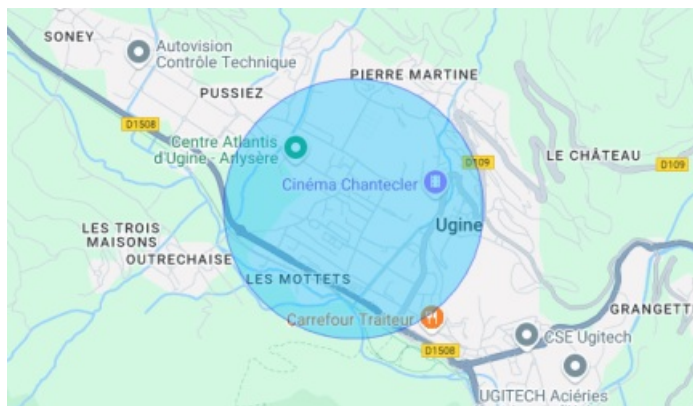 SONEY
Autovision
Contrôle Technique
PIERRE MARTINE
PUSSIEZ
D1508
Centre Atlantis
d'Ugine - Arlysère
D109
LE CHÂTEAU
D109
Cinéma Chantecler
LES TROIS
MAISONS
Ugine
OUTRECHAISE
LES MOTTETS
GRANGETT
Carrefour Traiteur
CSE Ugitech
D1508
UGITECH Aciéries